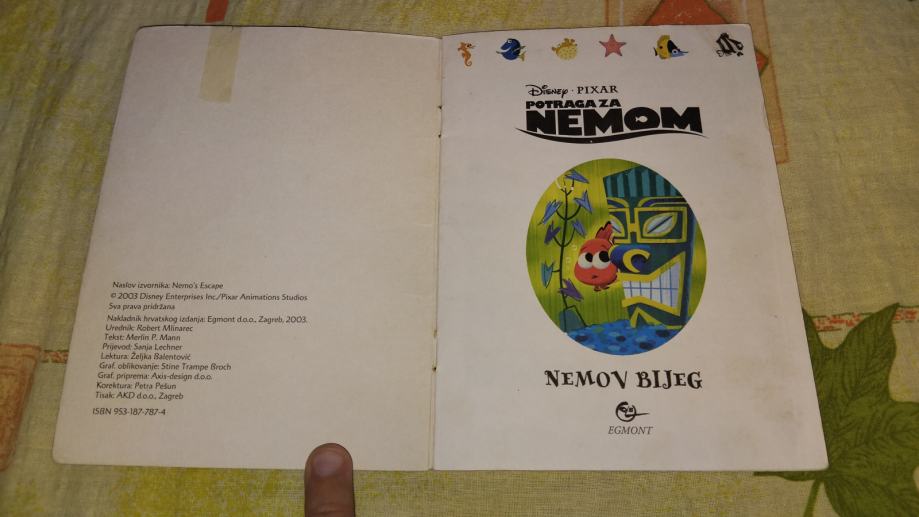 Naslov izvornika: Nemo's Escape
© 2003 Disney Enterprises Inc./Pixar Animations Studios
Sva prava pridržana
Nakladnik hrvatskog izdanja: Egmont d.o.o., Zagreb, 2003.
Urednik: Robert Mlinarec
Tekst: Merlin P. Mann
Prijevod: Sanja Lechner
Lektura: Željka Balentović
Graf. oblikovanje: Stine Trampe Broch
Graf. priprema: Axis-design d.o.o.
Korektura: Petra Pešun
Tisak: AKD d.o.o., Zagreb
ISBN 953-187-787-4
Disney · PIXAR
POTRAGA ZA
NEMOM
NEMOV BIJEG
EGMONT